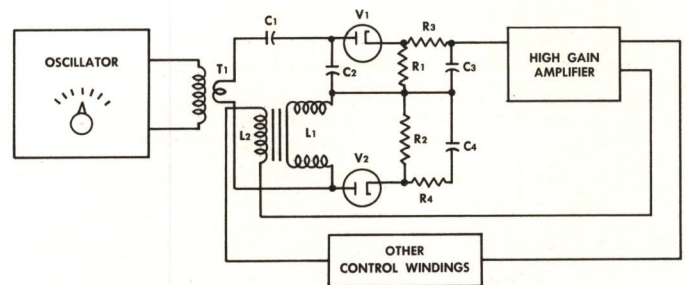 V1
C1
R3
OSCILLATOR
T1
C2
R1
C3
HIGH GAIN
AMPLIFIER
L2
L1
R2
C4
V2
R4
OTHER
CONTROL WINDINGS